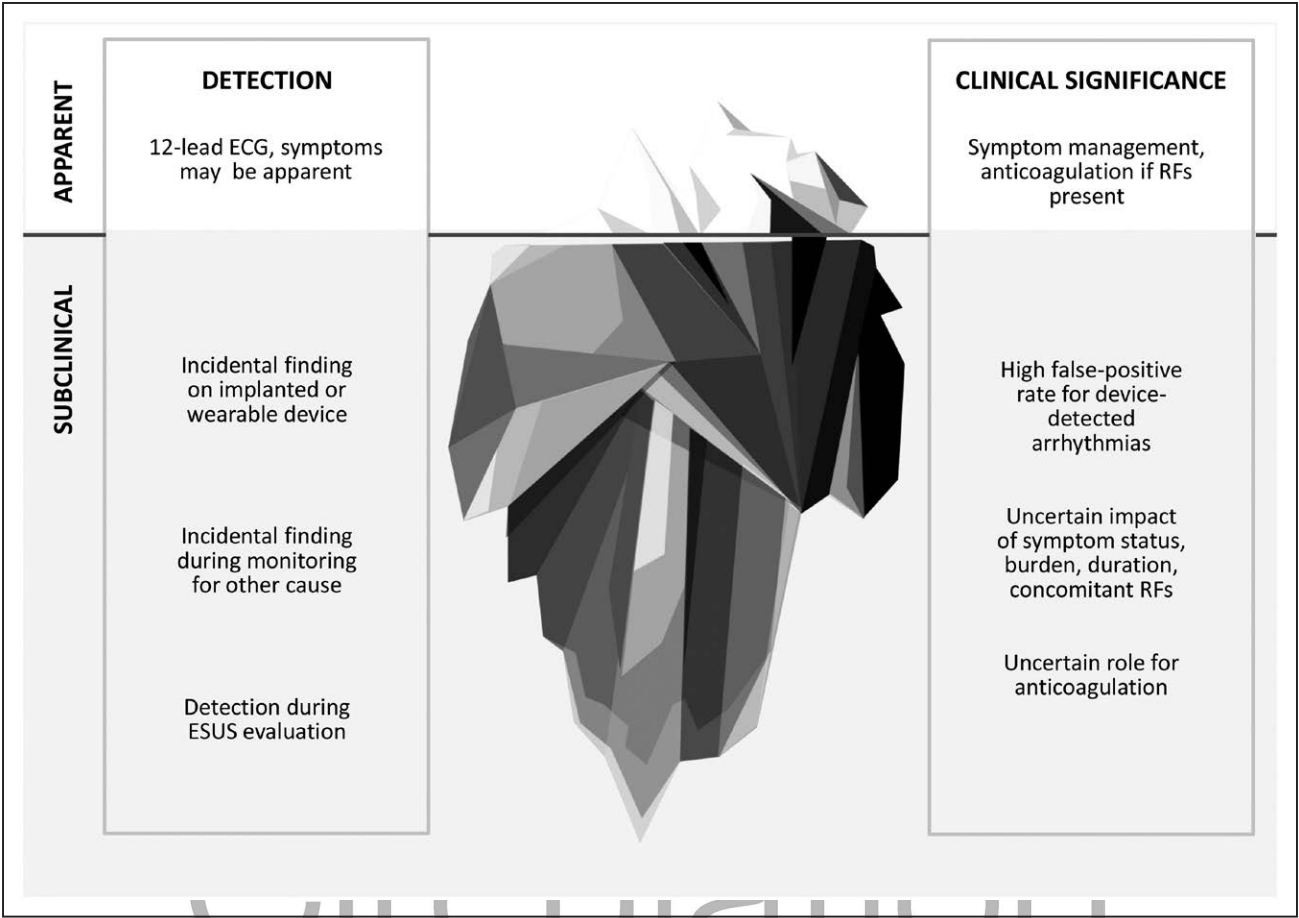 APPARENT
DETECTION
12-lead ECG, symptoms
may be apparent
CLINICAL SIGNIFICANCE
Symptom management,
anticoagulation if RFs
present
SUBCLINICAL
Incidental finding
on implanted or
wearable device
Incidental finding
during monitoring
for other cause
Detection during
ESUS evaluation
High false-positive
rate for device-
detected
arrhythmias
Uncertain impact
of symptom status,
burden, duration,
concomitant RFs
Uncertain role for
anticoagulation